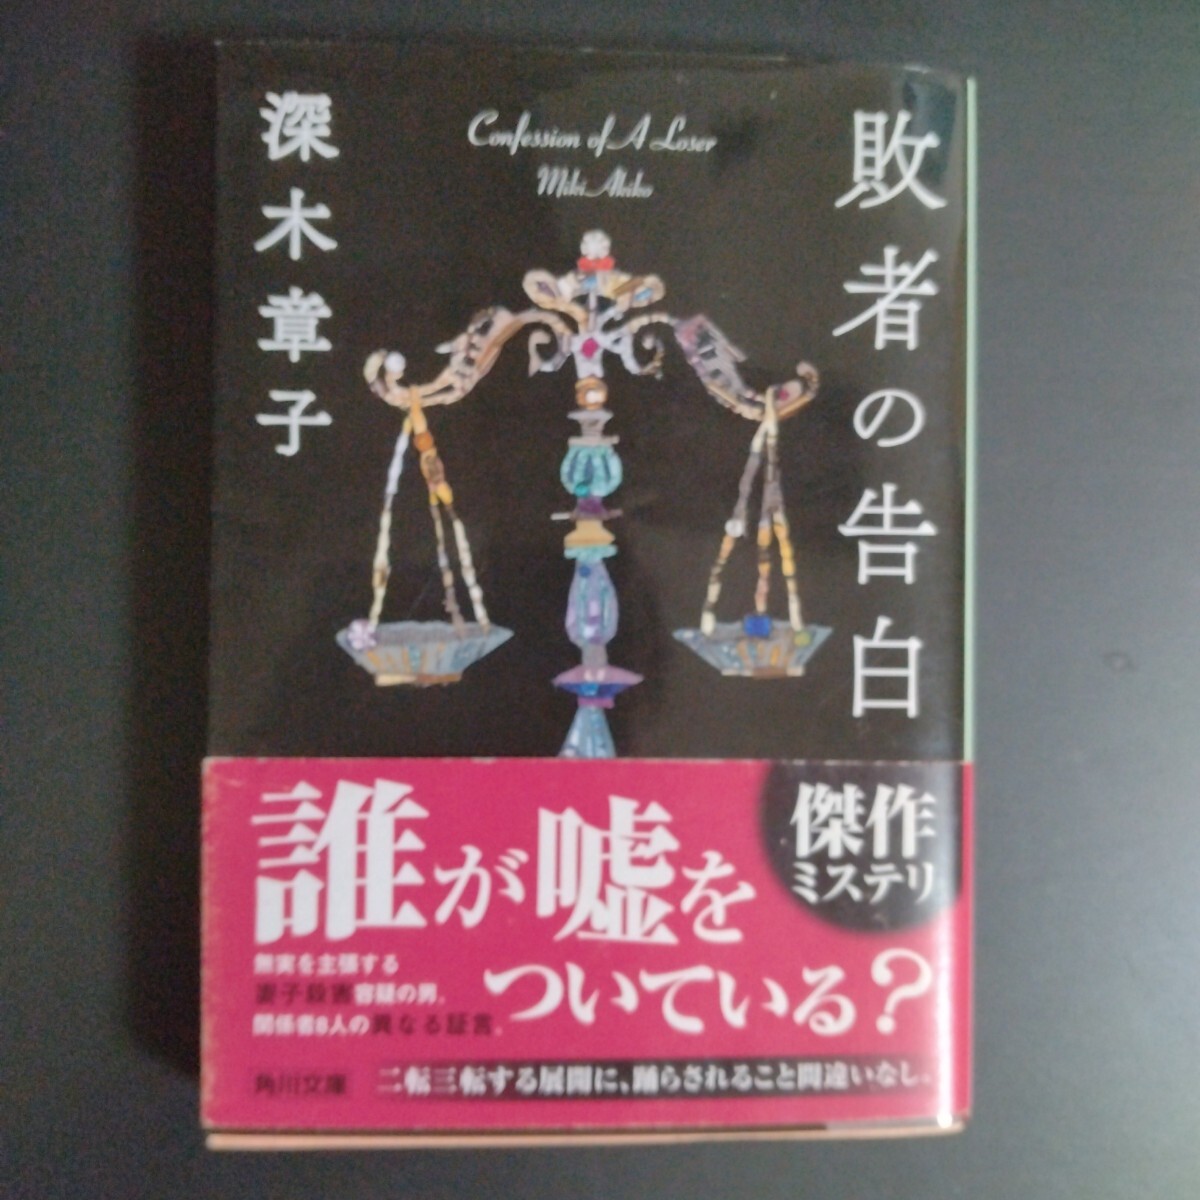 敗者の告白
Confession of A Loser
Miki Akiko
深木章子
傑作
ミステリ
誰が嘘を
ついている?
無実を主張する
妻子殺害容疑の男。
関係者8人の異なる証言。
角川文庫
二転三転する展開に、踊らされること間違いなし。